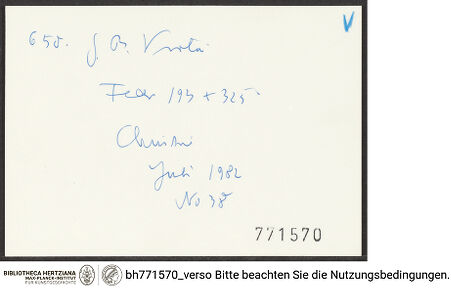 658.
Feder 193 x 325
Christie
Juli 1982
No 38
771570
BIBLIOTHECA HERTZIANA
MAX-PLANCK-INSTITUT
FÜR KUNSTGESCHICHTE
bh771570_verso Bitte beachten Sie die Nutzungsbedingungen.